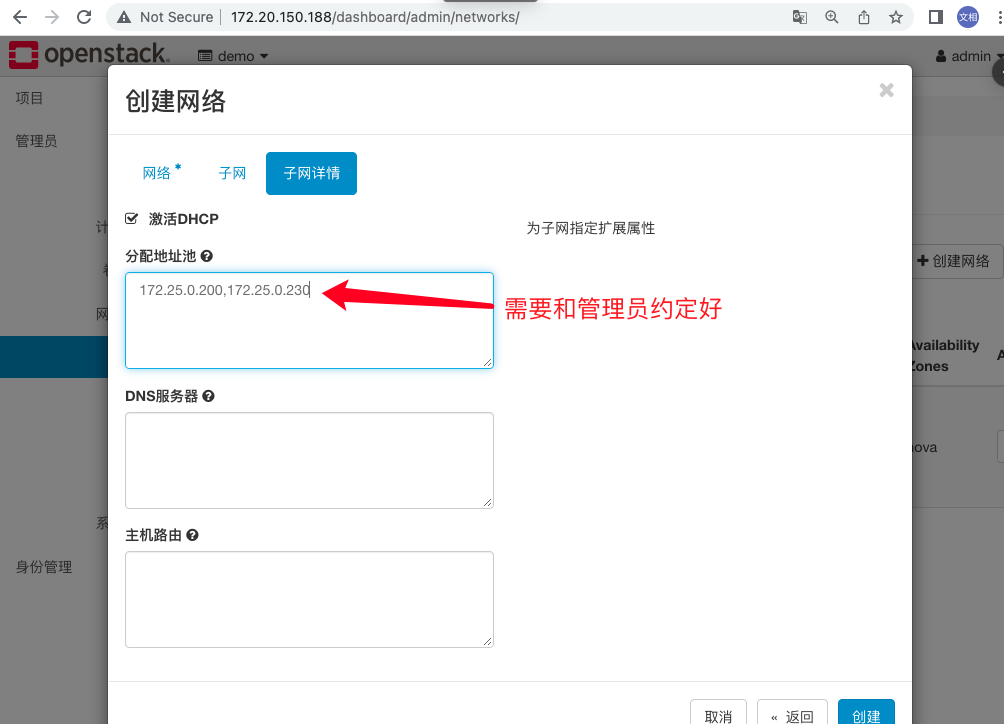 Not Secure 172.20.150.188/dashboard/admin/networks/ 文相
openstack. demo admin
项目
管理员
创建网络
网络 * 子网 子网详情
激活DHCP
为子网指定扩展属性
分配地址池
172.25.0.200,172.25.0.230
需要和管理员约定好
创建网络
Availability
Zones
DNS服务器
nova
主机路由
身份管理
取消 « 返回 创建